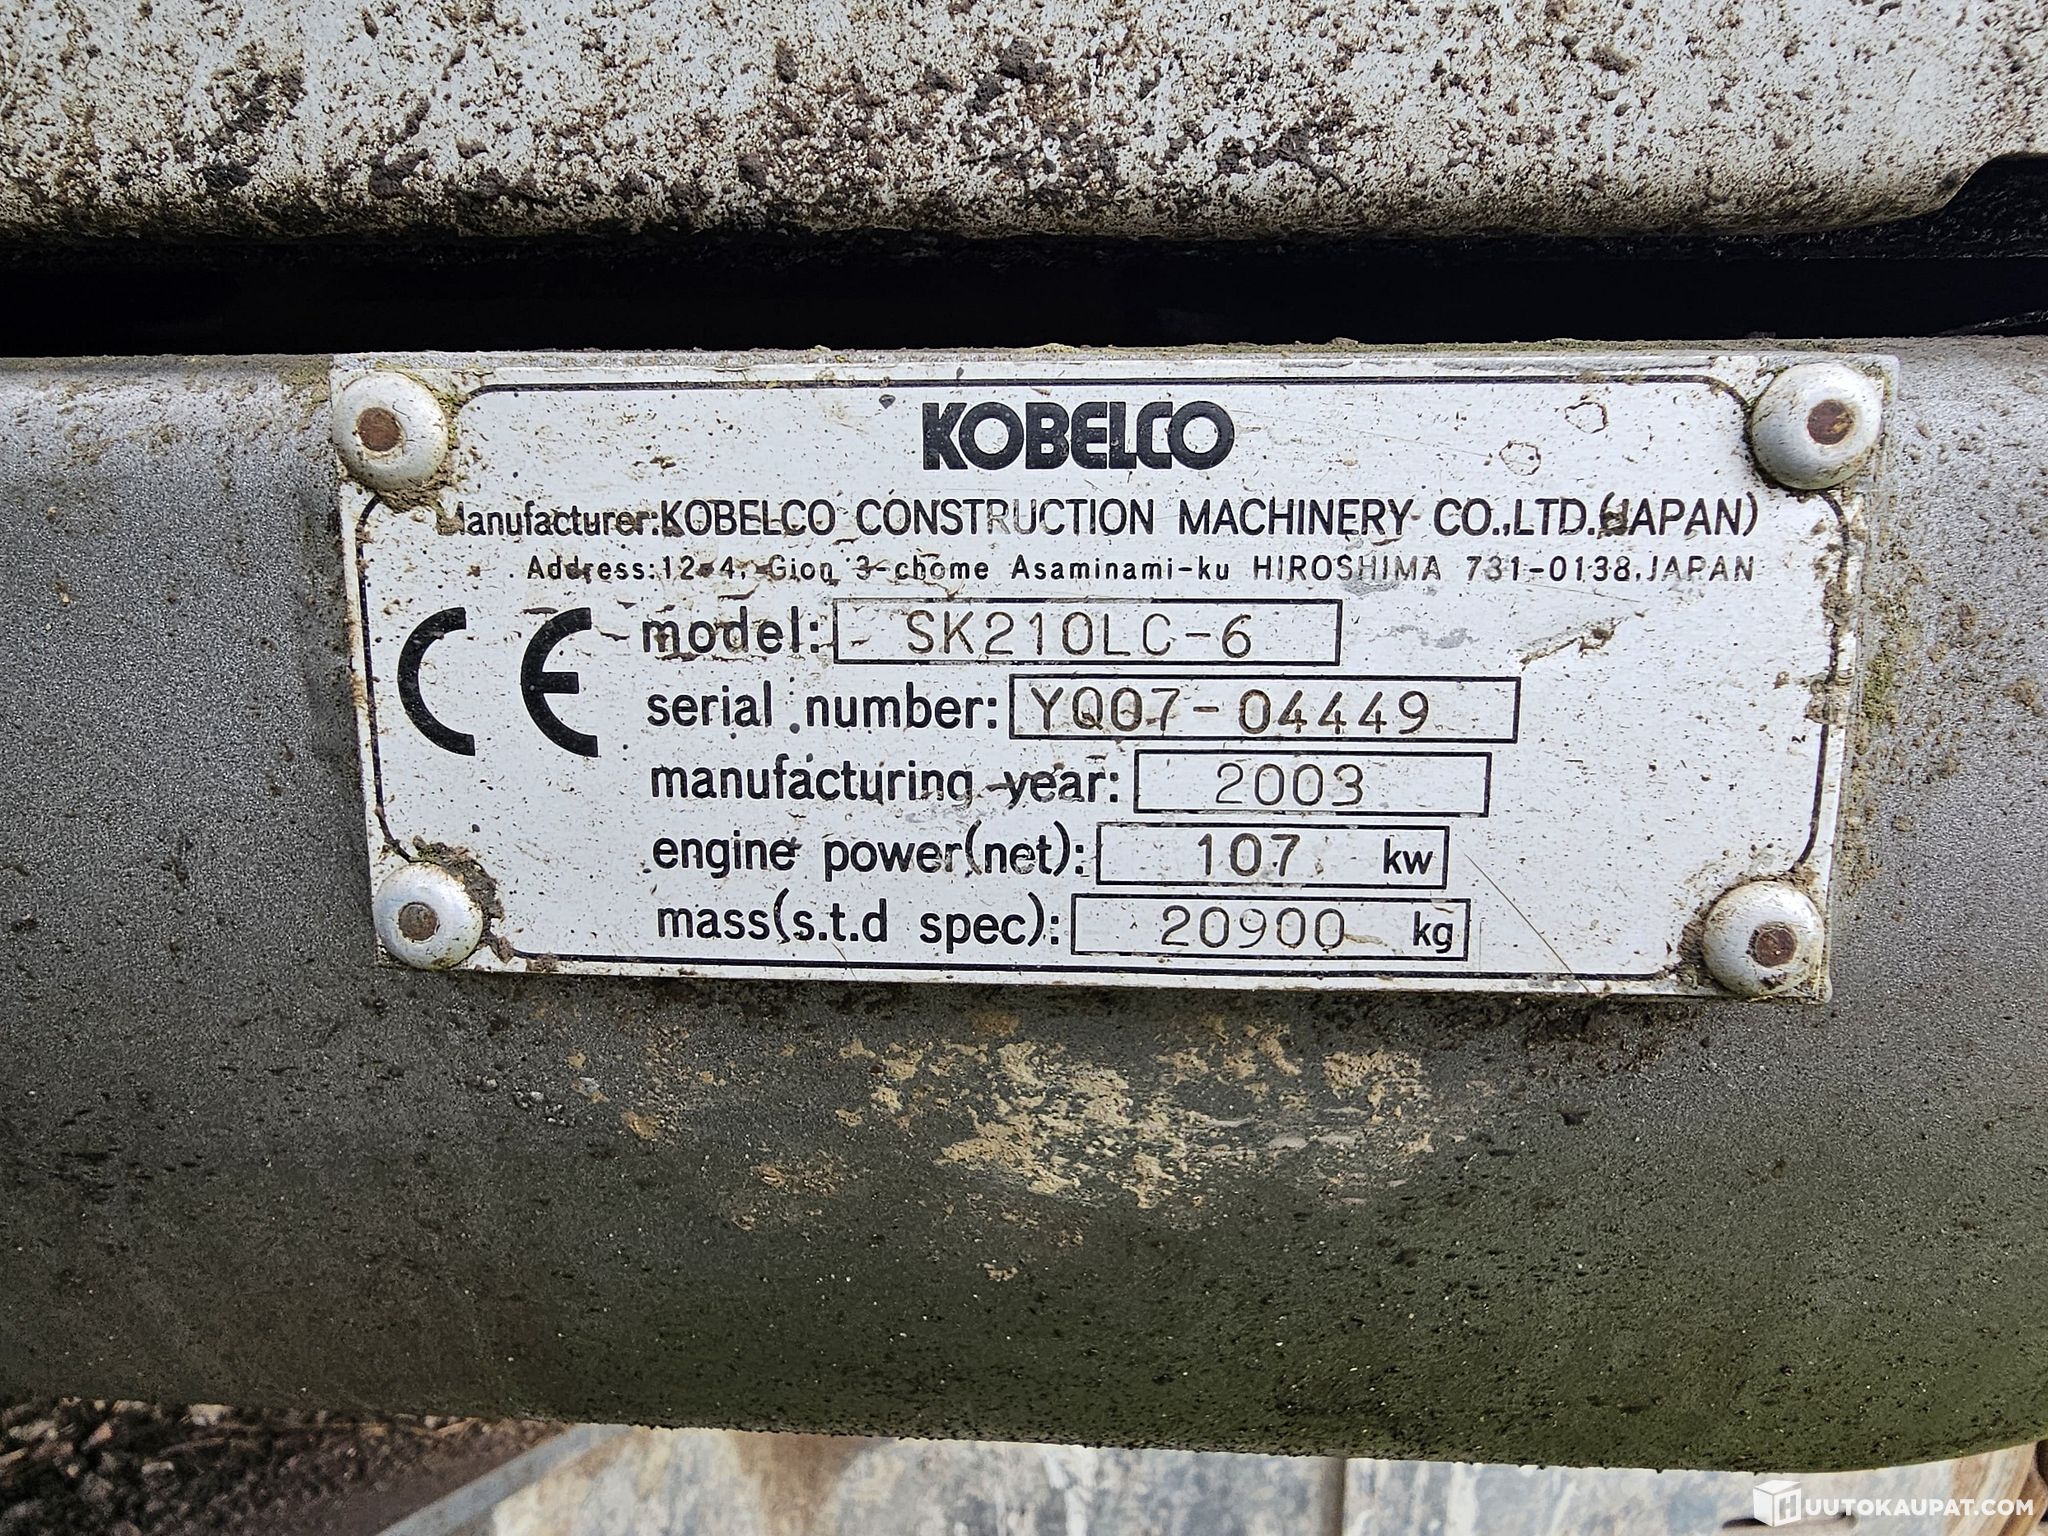 KOBELCO
Manufacturer:KOBELCO CONSTRUCTION MACHINERY CO.,LTD.(JAPAN)
Address:12-4, Gion 3-chome Asaminami-ku HIROSHIMA 731-0138,JAPAN
CE
model: SK210LC-6
serial number: YQ07-04449
manufacturing year: 2003
engine power(net): 107 kw
mass(s.t.d spec): 20900 kg
HUUTOKAUPAT.COM